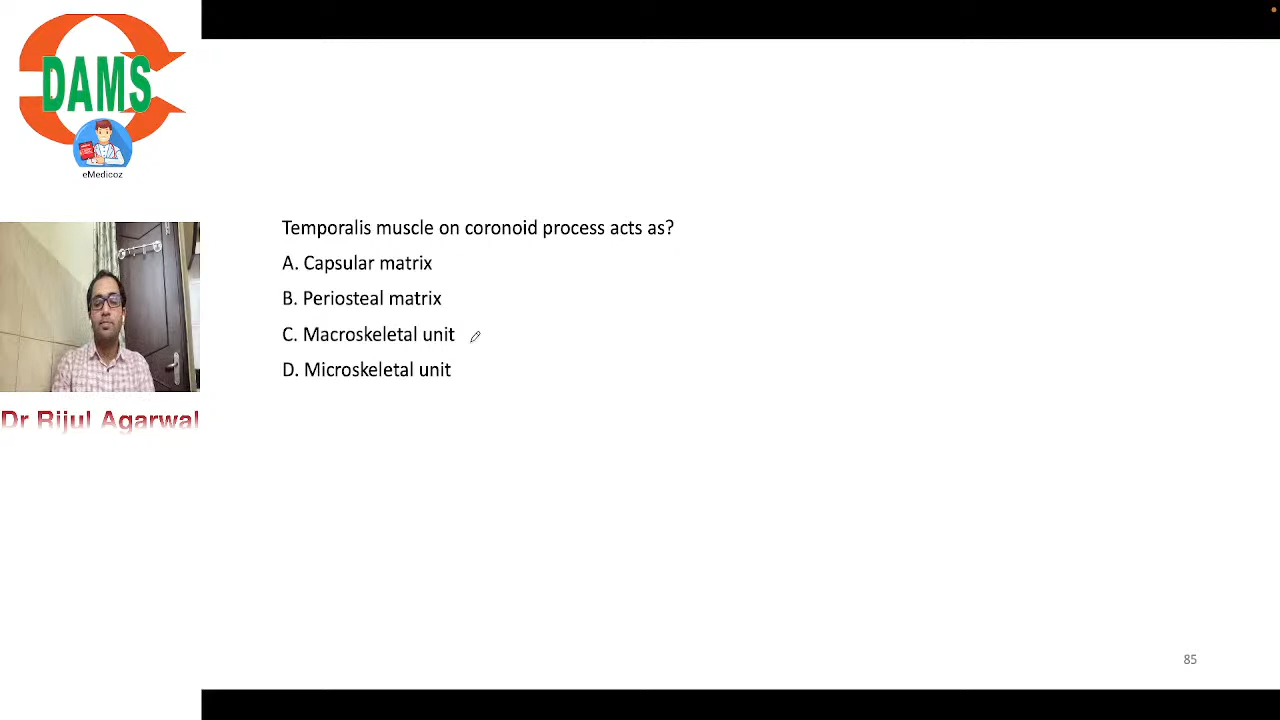 DAMS
eMedicoz
Dr Rijul Agarwal
Temporalis muscle on coronoid process acts as?
A. Capsular matrix
B. Periosteal matrix
C. Macroskeletal unit
D. Microskeletal unit
85